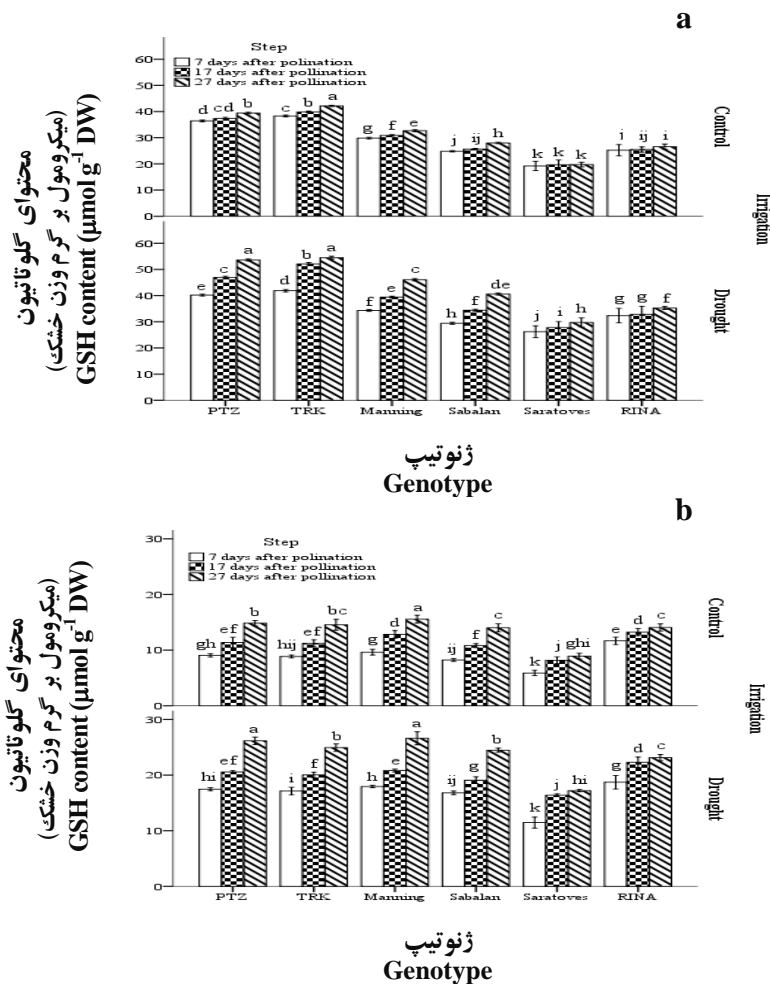 a
Step
7 days after polination
17 days after pollination
27 days after pollination
60
50
40
30
20
10
0
d cd b c b a g f e j ij h k k k j ij i
Control
60
50
40
30
20
10
0
e c a d b a f e c h f de j i h g g f
Drought
Irrigation
محتوای گلوتاتیون
(میکرومول بر گرم وزن خشک)
GSH content (µmol g-1 DW)
PTZ TRK Manning Sabalan Saratoves RINA
ژنوتیپ
Genotype
b
Step
7 days after polination
17 days after pollination
27 days after pollination
30
20
10
0
gh ef b hij ef bc g d a ij f c k j ghi e d c
Control
30
20
10
0
hi ef a i f b h e a ij g b k j hi g d c
Drought
Irrigation
محتوای گلوتاتیون
(میکرومول بر گرم وزن خشک)
GSH content (µmol g-1 DW)
PTZ TRK Manning Sabalan Saratoves RINA
ژنوتیپ
Genotype